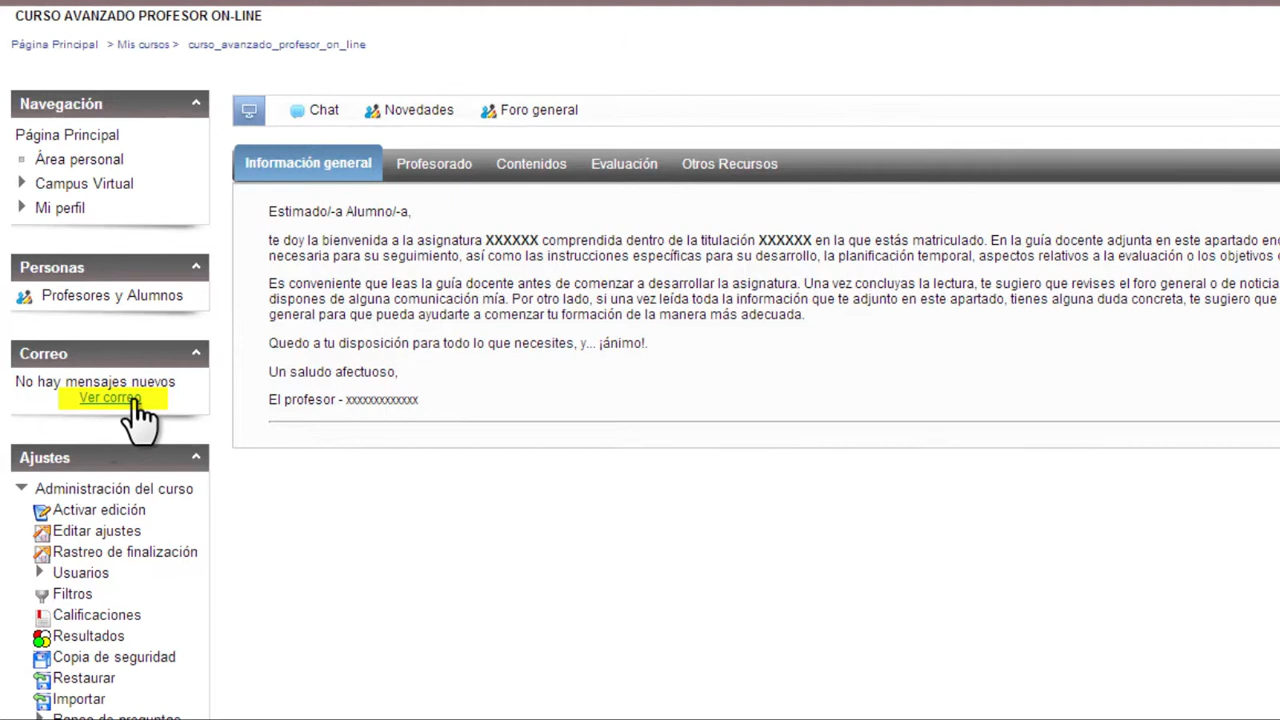 CURSO AVANZADO PROFESOR ON-LINE
Página Principal > Mis cursos > curso_avanzado_profesor_on_line
Navegación
Página Principal
Área personal
Campus Virtual
Mi perfil
Personas
Profesores y Alumnos
Correo
No hay mensajes nuevos
Ver correo
Ajustes
Administración del curso
Activar edición
Editar ajustes
Rastreo de finalización
Usuarios
Filtros
Calificaciones
Resultados
Copia de seguridad
Restaurar
Importar
Banco de preguntas
Chat Novedades Foro general
Información general Profesorado Contenidos Evaluación Otros Recursos
Estimado/-a Alumno/-a,
te doy la bienvenida a la asignatura XXXXXX comprendida dentro de la titulación XXXXXX en la que estás matriculado. En la guía docente adjunta en este apartado
necesaria para su seguimiento, así como las instrucciones específicas para su desarrollo, la planificación temporal, aspectos relativos a la evaluación o los objetivos
Es conveniente que leas la guía docente antes de comenzar a desarrollar la asignatura. Una vez concluyas la lectura, te sugiero que revises el foro general o de noticia
dispones de alguna comunicación mía. Por otro lado, si una vez leída toda la información que te adjunto en este apartado, tienes alguna duda concreta, te sugiero que
general para que pueda ayudarte a comenzar tu formación de la manera más adecuada.
Quedo a tu disposición para todo lo que necesites, y... ¡ánimo!.
Un saludo afectuoso,
El profesor - xxxxxxxxxxxxx